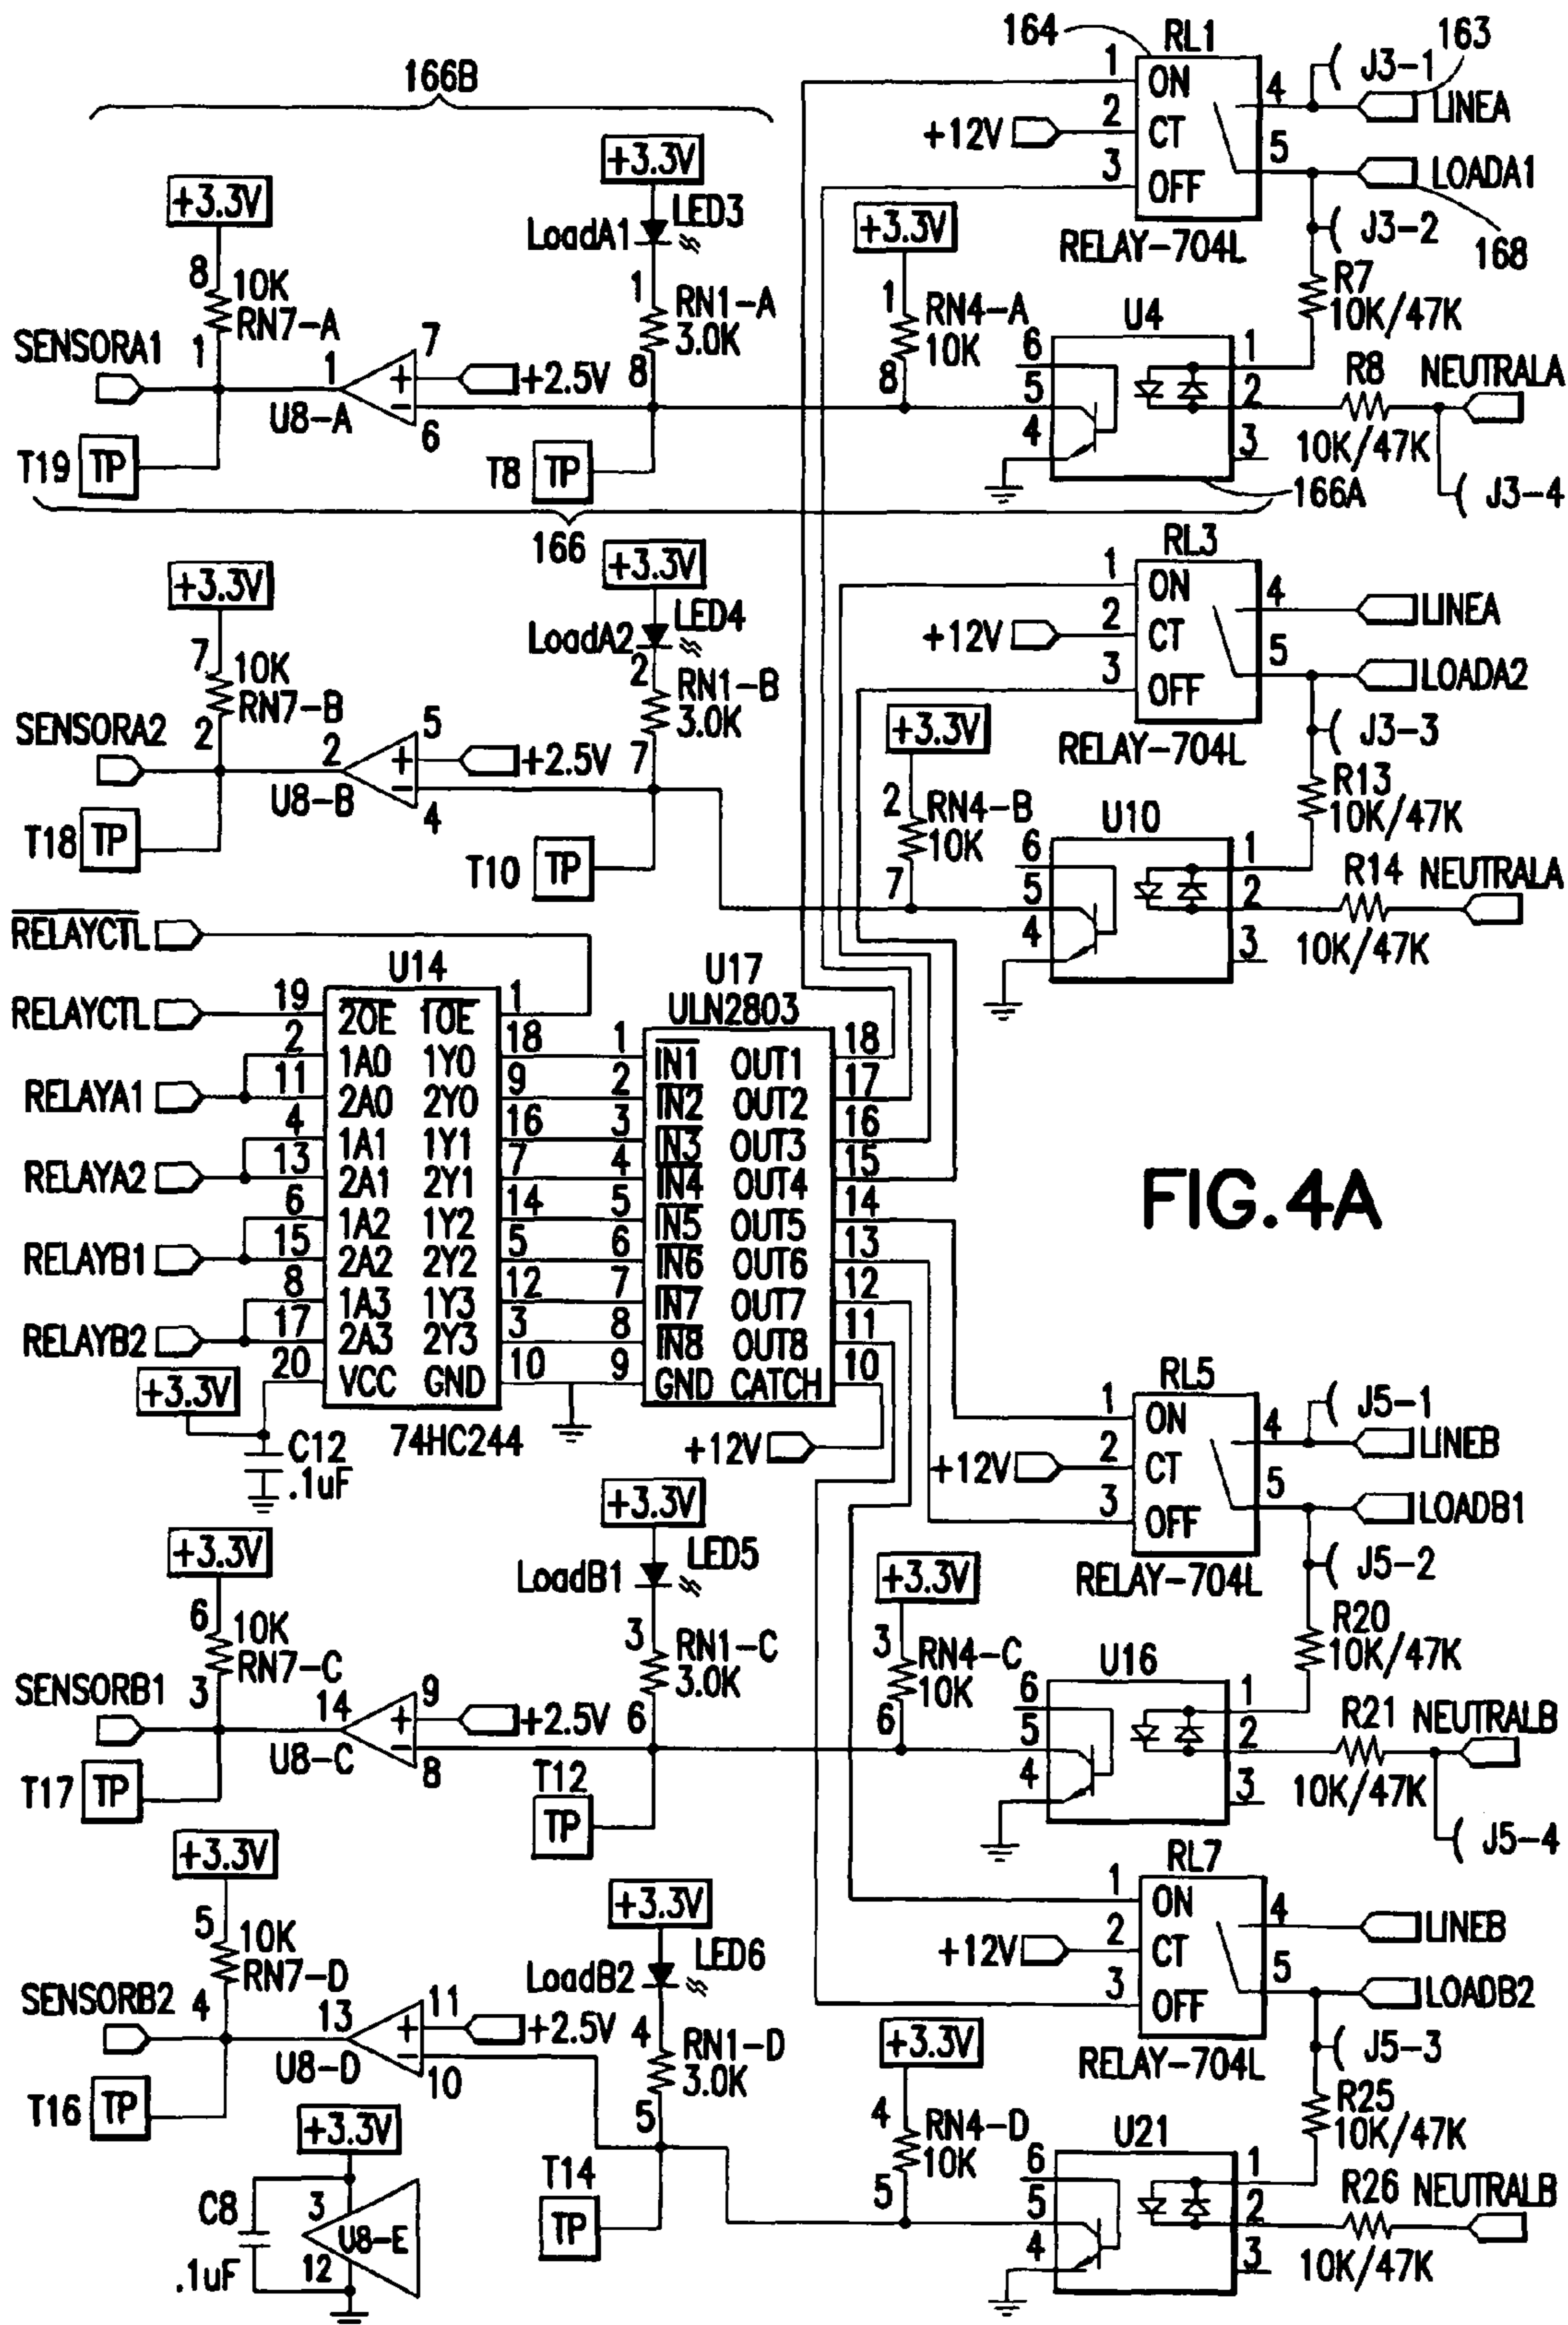 164
RL1
163
1
ON
4
J3-1
LINEA
166B
+12V
2
CT
3
OFF
5
LOADA1
RELAY-704L
J3-2
168
+3.3V
+3.3V
LoadA1
LED3
+3.3V
8
10K
RN7-A
1
1
RN1-A
3.0K
8
1
RN4-A
10K
8
R7
10K/47K
SENSORA1
1
7
+
+2.5V
U8-A
−
6
U4
6
5
4
1
2
3
R8
10K/47K
NEUTRALA
T19
TP
T8
TP
166A
J3-4
166
RL3
+3.3V
+3.3V
LoadA2
LED4
1
ON
4
LINEA
+12V
2
CT
3
OFF
5
LOADA2
RELAY-704L
J3-3
7
10K
RN7-B
2
2
RN1-B
3.0K
7
+3.3V
2
RN4-B
10K
7
R13
10K/47K
SENSORA2
2
5
+
+2.5V
U8-B
−
4
U10
6
5
4
1
2
3
R14
10K/47K
NEUTRALA
T18
TP
T10
TP
RELAYCTL
U14
U17
ULN2803
RELAYCTL
19
2OE
1OE
1
2
1A0
1Y0
18
1
IN1
OUT1
18
RELAYA1
11
2A0
2Y0
9
2
IN2
OUT2
17
4
1A1
1Y1
16
3
IN3
OUT3
16
RELAYA2
13
2A1
2Y1
7
4
IN4
OUT4
15
6
1A2
1Y2
14
5
IN5
OUT5
14
RELAYB1
15
2A2
2Y2
5
6
IN6
OUT6
13
8
1A3
1Y3
12
7
IN7
OUT7
12
RELAYB2
17
2A3
2Y3
3
8
IN8
OUT8
11
20
VCC
GND
10
9
GND
CATCH
10
+3.3V
74HC244
+12V
C12
.1uF
FIG.4A
RL5
1
ON
4
J5-1
LINEB
+12V
2
CT
3
OFF
5
LOADB1
RELAY-704L
J5-2
+3.3V
+3.3V
LoadB1
LED5
+3.3V
6
10K
RN7-C
3
3
RN1-C
3.0K
6
3
RN4-C
10K
6
R20
10K/47K
SENSORB1
14
9
+
+2.5V
U8-C
−
8
U16
6
5
4
1
2
3
R21
10K/47K
NEUTRALB
T17
TP
T12
TP
J5-4
RL7
+3.3V
+3.3V
LoadB2
LED6
1
ON
4
LINEB
+12V
2
CT
3
OFF
5
LOADB2
RELAY-704L
J5-3
5
10K
RN7-D
4
4
RN1-D
3.0K
5
+3.3V
4
RN4-D
10K
5
R25
10K/47K
SENSORB2
13
11
+
+2.5V
U8-D
−
10
U21
6
5
4
1
2
3
R26
10K/47K
NEUTRALB
T16
TP
T14
TP
+3.3V
C8
.1uF
3
U8-E
12